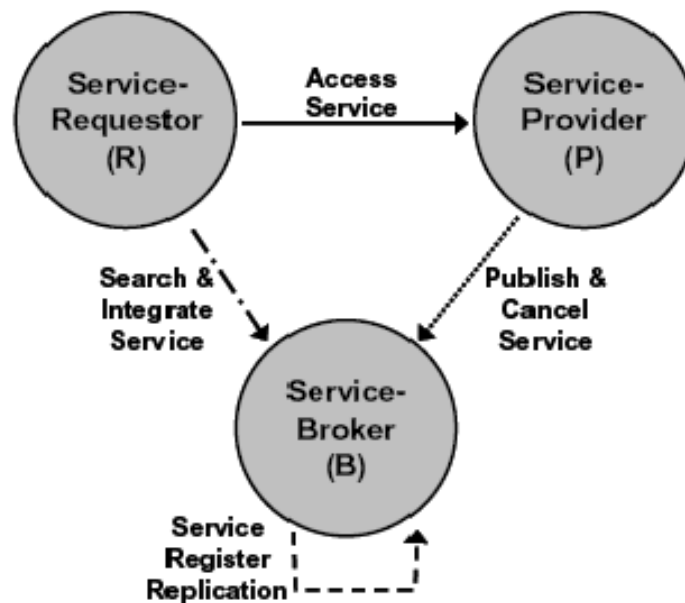 Service-
Requestor
(R)
Access
Service
Service-
Provider
(P)
Search &
Integrate
Service
Publish &
Cancel
Service
Service-
Broker
(B)
Service
Register
Replication